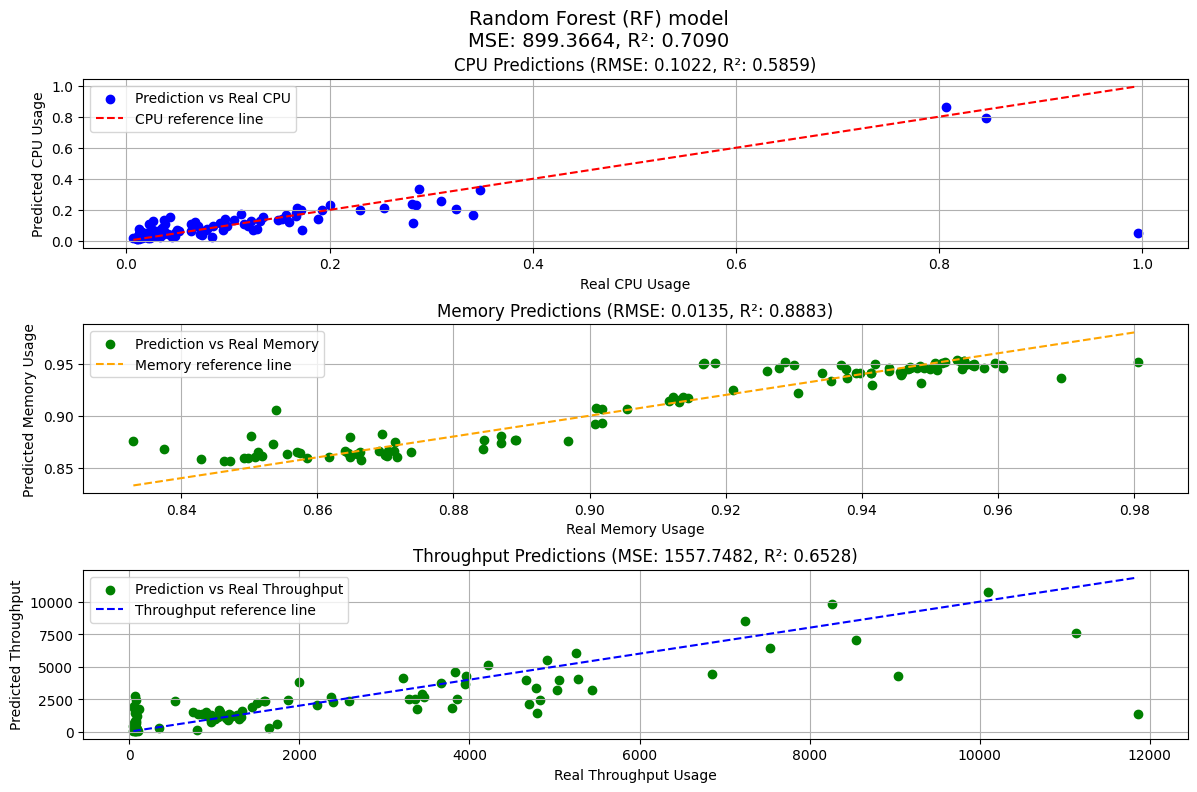 Random Forest (RF) model
MSE: 899.3664, R²: 0.7090
CPU Predictions (RMSE: 0.1022, R²: 0.5859)
Predicted CPU Usage
1.0
0.8
0.6
0.4
0.2
0.0
Prediction vs Real CPU
CPU reference line
0.0 0.2 0.4 0.6 0.8 1.0
Real CPU Usage
Memory Predictions (RMSE: 0.0135, R²: 0.8883)
Predicted Memory Usage
0.95
0.90
0.85
Prediction vs Real Memory
Memory reference line
0.84 0.86 0.88 0.90 0.92 0.94 0.96 0.98
Real Memory Usage
Throughput Predictions (MSE: 1557.7482, R²: 0.6528)
Predicted Throughput
10000
7500
5000
2500
0
Prediction vs Real Throughput
Throughput reference line
0 2000 4000 6000 8000 10000 12000
Real Throughput Usage